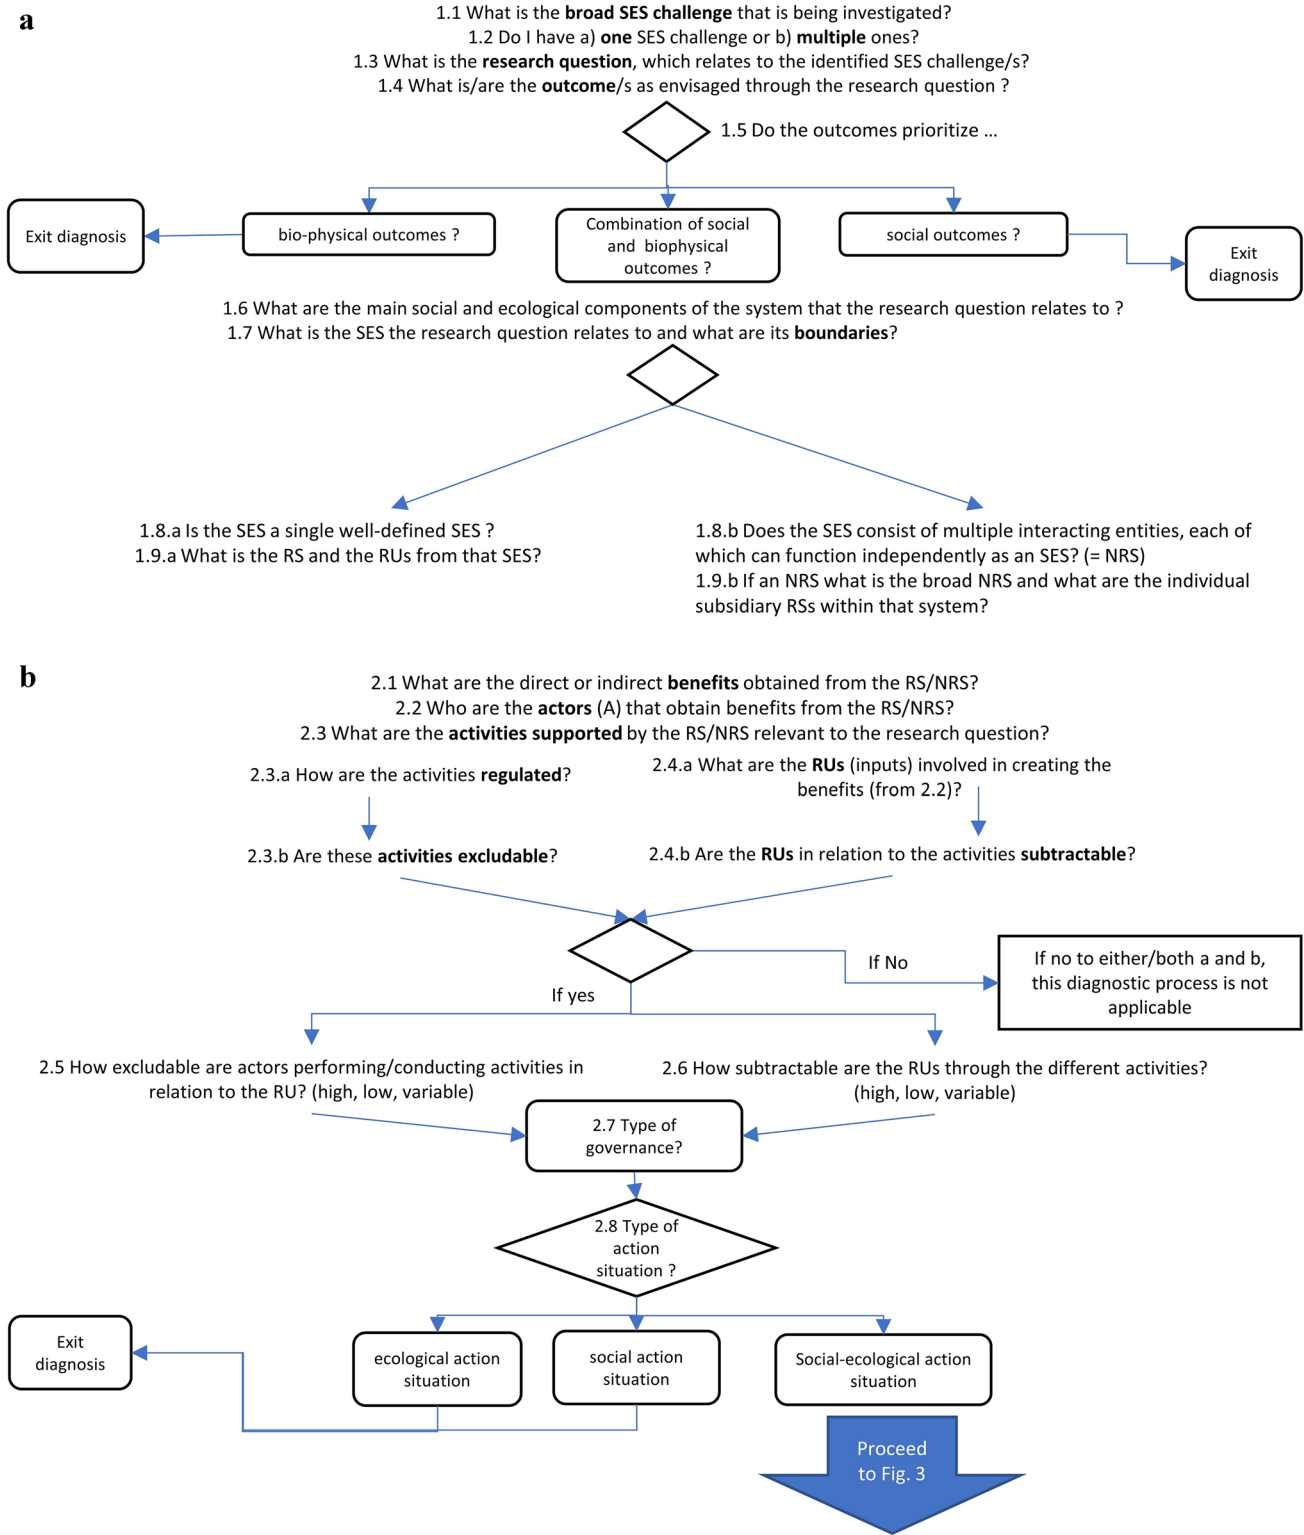 a
1.1 What is the broad SES challenge that is being investigated?
1.2 Do I have a) one SES challenge or b) multiple ones?
1.3 What is the research question, which relates to the identified SES challenge/s?
1.4 What is/are the outcome/s as envisaged through the research question ?
1.5 Do the outcomes prioritize ...
Exit diagnosis
bio-physical outcomes ?
Combination of social
and biophysical
outcomes ?
social outcomes ?
Exit
diagnosis
1.6 What are the main social and ecological components of the system that the research question relates to ?
1.7 What is the SES the research question relates to and what are its boundaries?
1.8.a Is the SES a single well-defined SES ?
1.9.a What is the RS and the RUs from that SES?
1.8.b Does the SES consist of multiple interacting entities, each of
which can function independently as an SES? (= NRS)
1.9.b If an NRS what is the broad NRS and what are the individual
subsidiary RSs within that system?
b
2.1 What are the direct or indirect benefits obtained from the RS/NRS?
2.2 Who are the actors (A) that obtain benefits from the RS/NRS?
2.3 What are the activities supported by the RS/NRS relevant to the research question?
2.3.a How are the activities regulated?
2.4.a What are the RUs (inputs) involved in creating the
benefits (from 2.2)?
2.3.b Are these activities excludable?
2.4.b Are the RUs in relation to the activities subtractable?
If No
If no to either/both a and b,
this diagnostic process is not
applicable
If yes
2.5 How excludable are actors performing/conducting activities in
relation to the RU? (high, low, variable)
2.6 How subtractable are the RUs through the different activities?
(high, low, variable)
2.7 Type of
governance?
2.8 Type of
action
situation ?
Exit
diagnosis
ecological action
situation
social action
situation
Social-ecological action
situation
Proceed
to Fig. 3